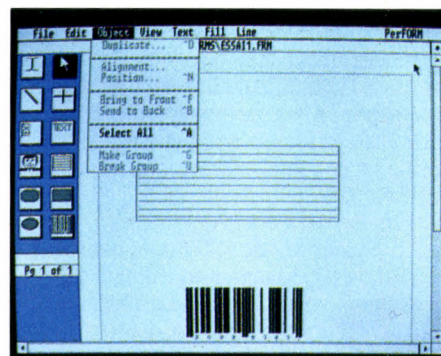 File Edit Object View Text Fill Line PerFORM
RMS\ESSAI1.FRM
Duplicate... ^D
Alignment...
Position... ^N
Bring to Front ^F
Send to Back ^B
Select All ^A
Make Group ^G
Break Group ^U
TEXT
Pg 1 of 1